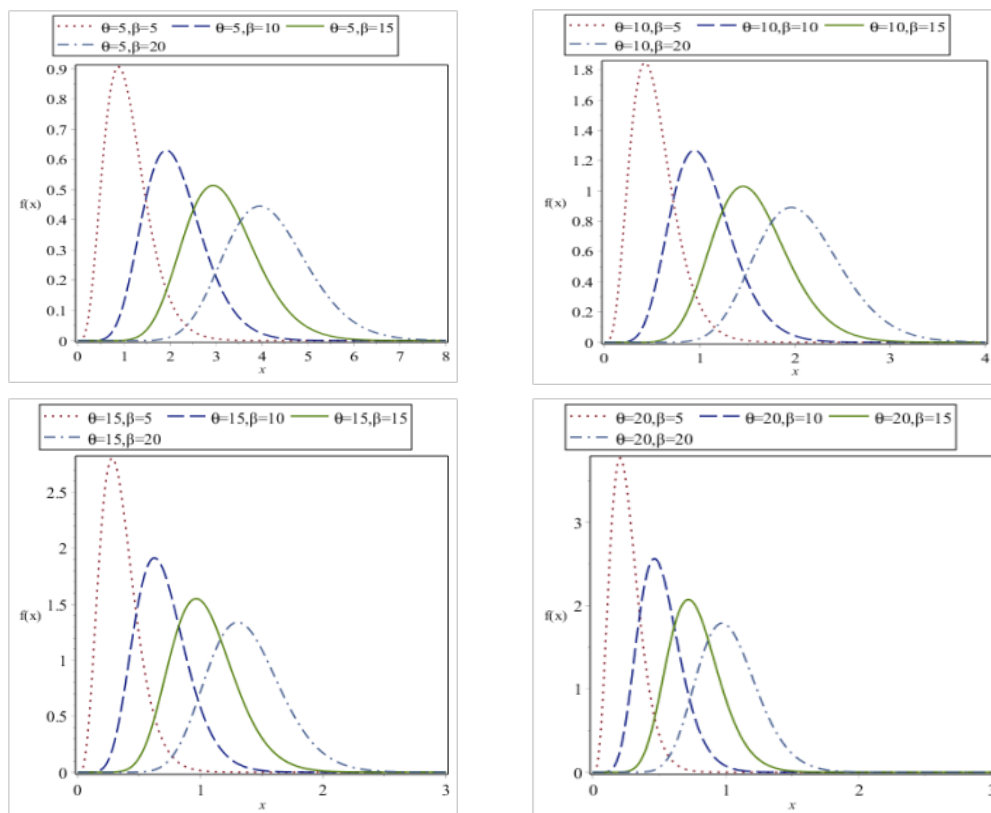 θ=5,β=5 θ=5,β=10 θ=5,β=15
θ=5,β=20
0.9
0.8
0.7
0.6
0.5
f(x)
0.4
0.3
0.2
0.1
0
0 1 2 3 4 5 6 7 8
x
θ=10,β=5 θ=10,β=10 θ=10,β=15
θ=10,β=20
1.8
1.6
1.4
1.2
1
f(x)
0.8
0.6
0.4
0.2
0
0 1 2 3 4
x
θ=15,β=5 θ=15,β=10 θ=15,β=15
θ=15,β=20
2.5
2
1.5
f(x)
1
0.5
0
0 1 2 3
x
θ=20,β=5 θ=20,β=10 θ=20,β=15
θ=20,β=20
3
2
f(x)
1
0
0 1 2 3
x